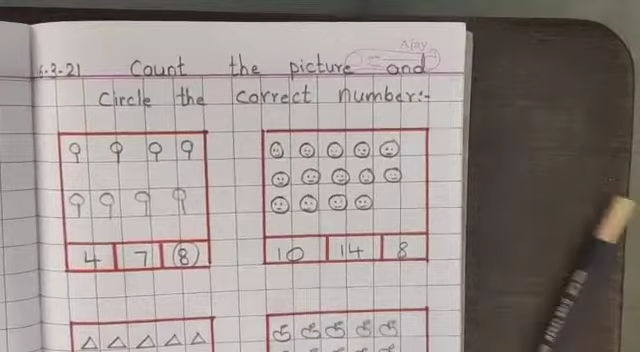 Ajay
6-3-21 Count the picture and
Circle the correct number:-
4 7 8
10 14 8